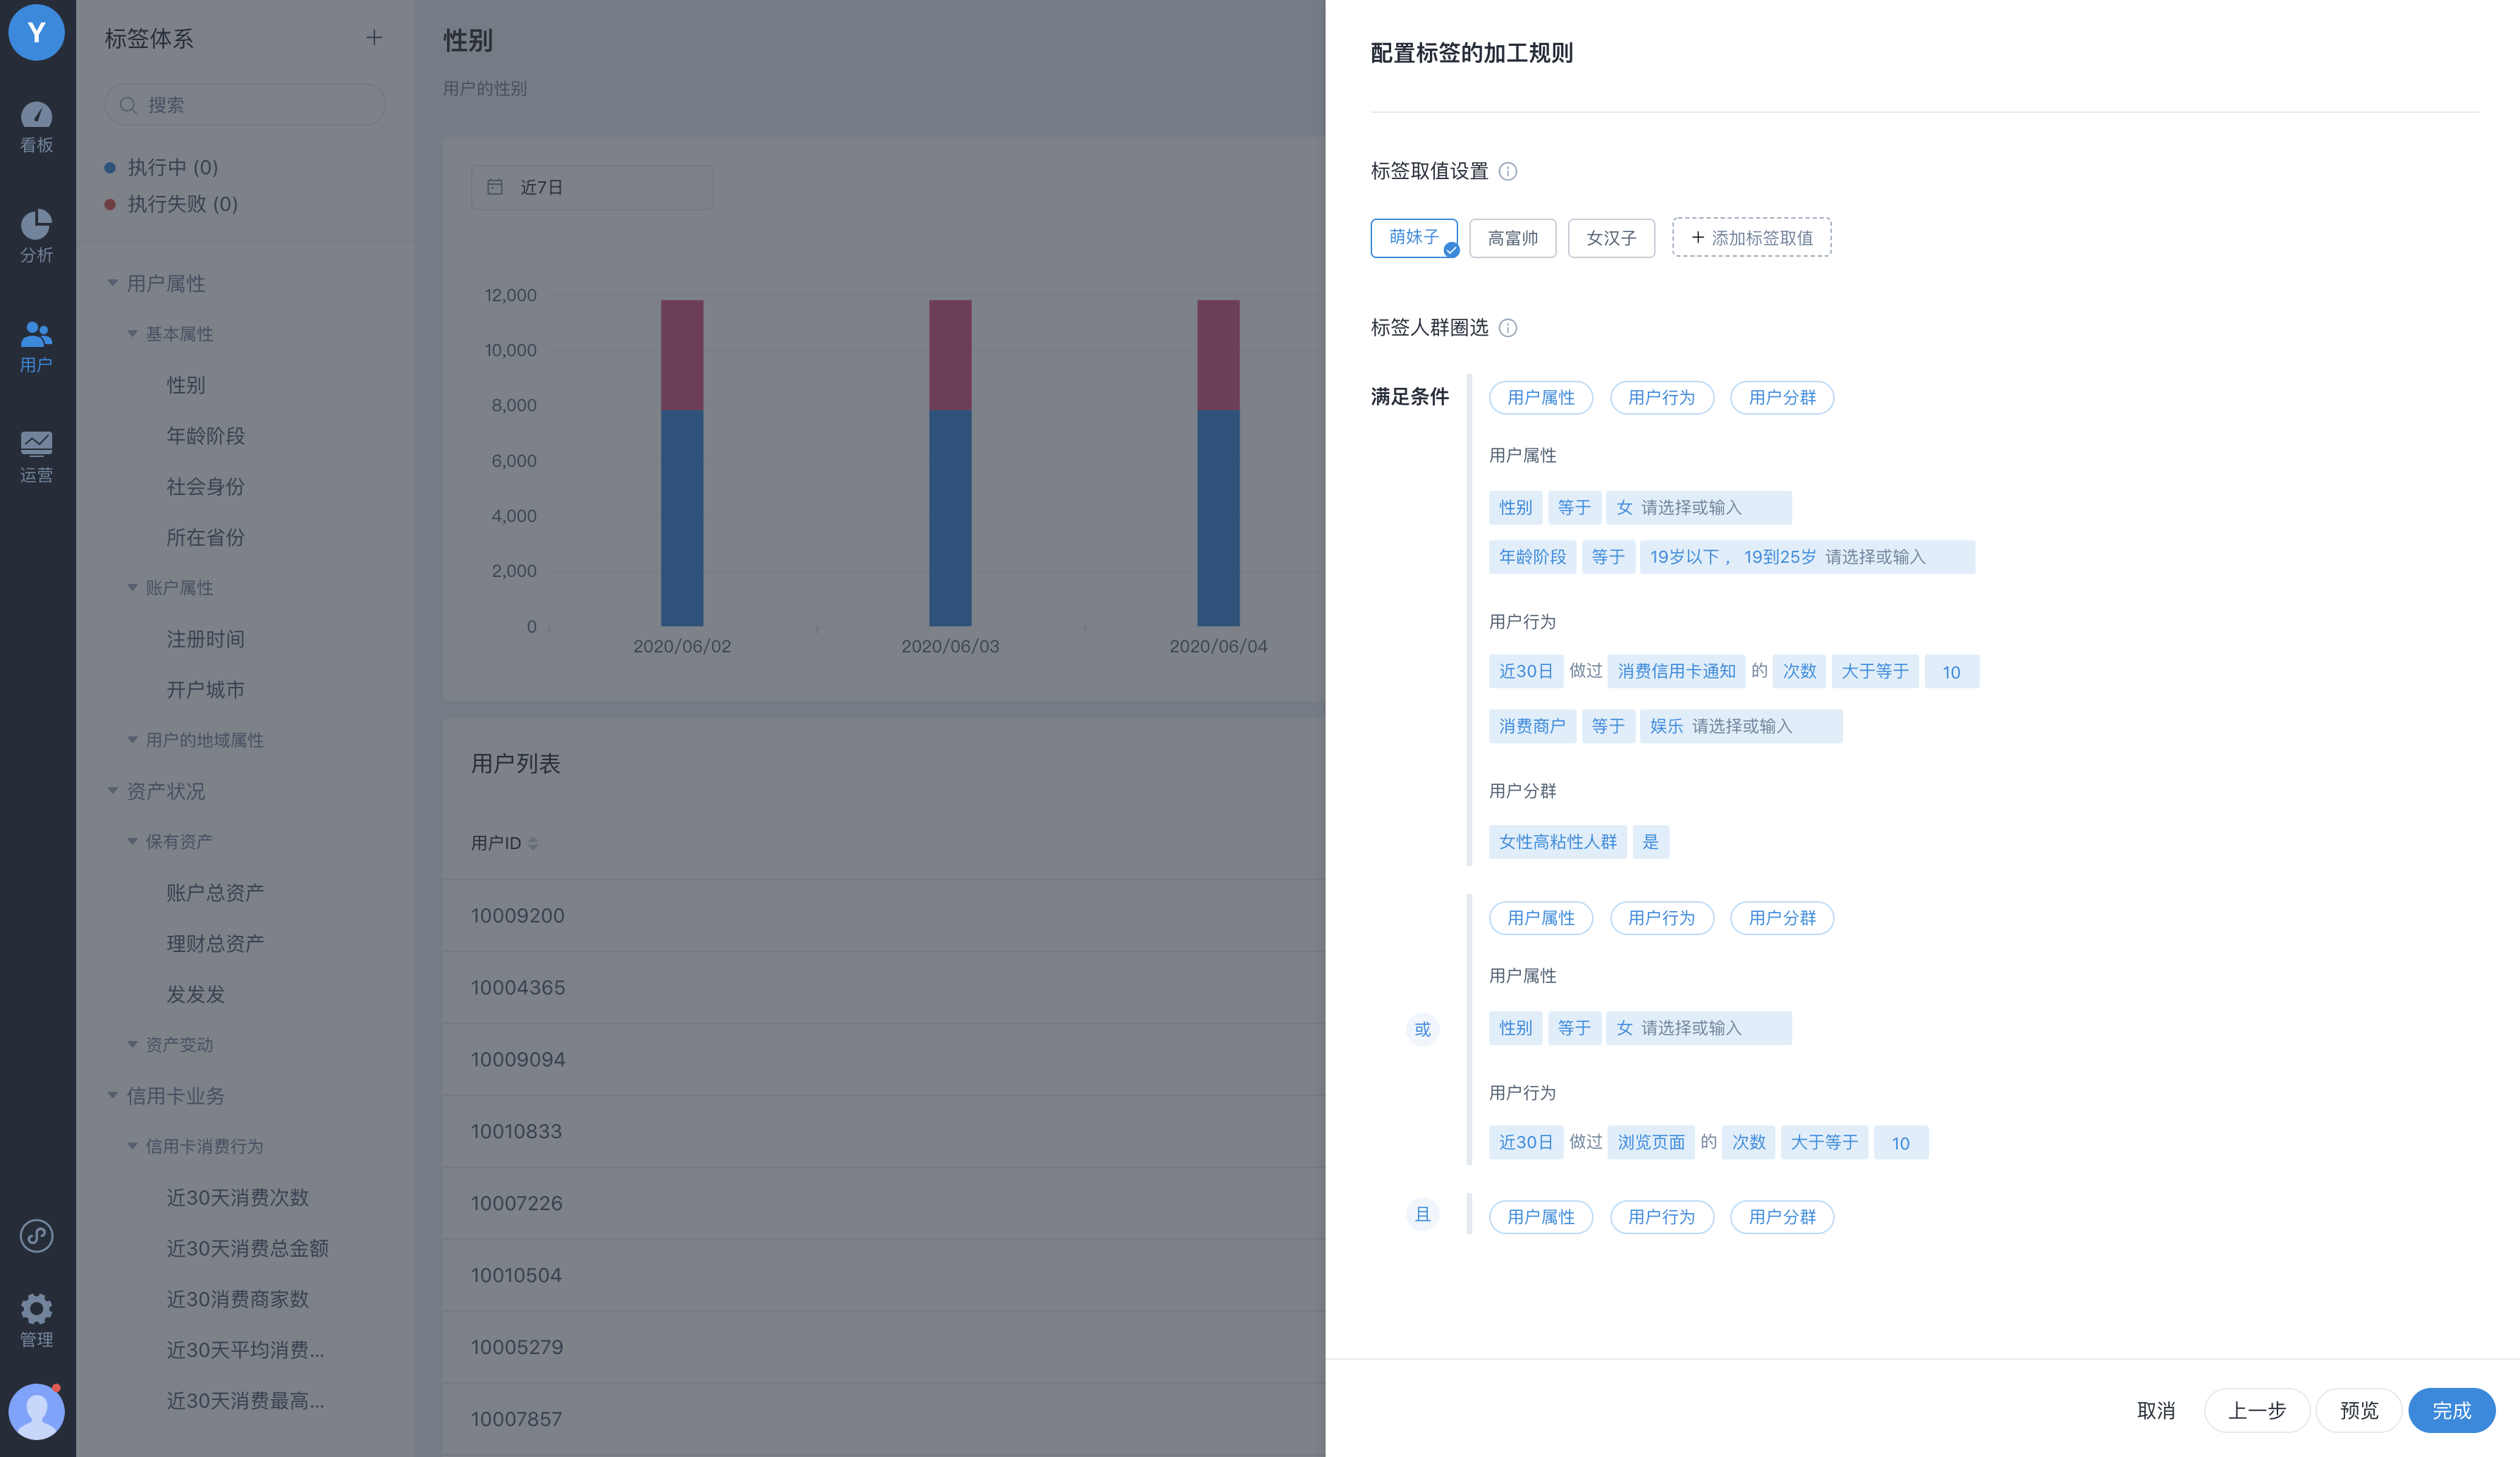 Y
看板
分析
用户
运营
管理
标签体系
搜索
执行中 (0)
执行失败 (0)
用户属性
基本属性
性别
年龄阶段
社会身份
所在省份
账户属性
注册时间
开户城市
用户的地域属性
资产状况
保有资产
账户总资产
理财总资产
发发发
资产变动
信用卡业务
信用卡消费行为
近30天消费次数
近30天消费总金额
近30消费商家数
近30天平均消费...
近30天消费最高...
性别
用户的性别
近7日
12,000
10,000
8,000
6,000
4,000
2,000
0
2020/06/02 2020/06/03 2020/06/04
用户列表
用户ID
10009200
10004365
10009094
10010833
10007226
10010504
10005279
10007857
配置标签的加工规则
标签取值设置
萌妹子 高富帅 女汉子 + 添加标签取值
标签人群圈选
满足条件 用户属性 用户行为 用户分群
用户属性
性别 等于 女 请选择或输入
年龄阶段 等于 19岁以下， 19到25岁 请选择或输入
用户行为
近30日 做过 消费信用卡通知 的 次数 大于等于 10
消费商户 等于 娱乐 请选择或输入
用户分群
女性高粘性人群 是
用户属性 用户行为 用户分群
用户属性
或 性别 等于 女 请选择或输入
用户行为
近30日 做过 浏览页面 的 次数 大于等于 10
且 用户属性 用户行为 用户分群
取消 上一步 预览 完成